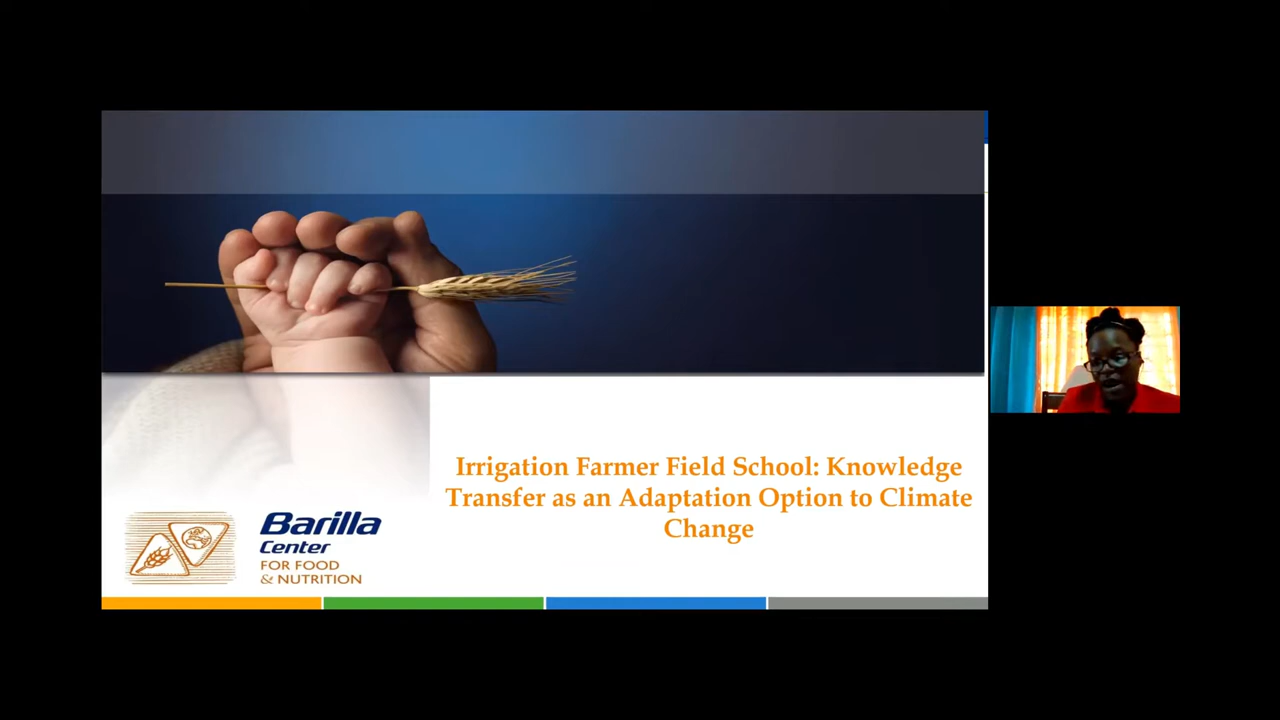 Irrigation Farmer Field School: Knowledge
Transfer as an Adaptation Option to Climate
Change
Barilla
Center
FOR FOOD
& NUTRITION